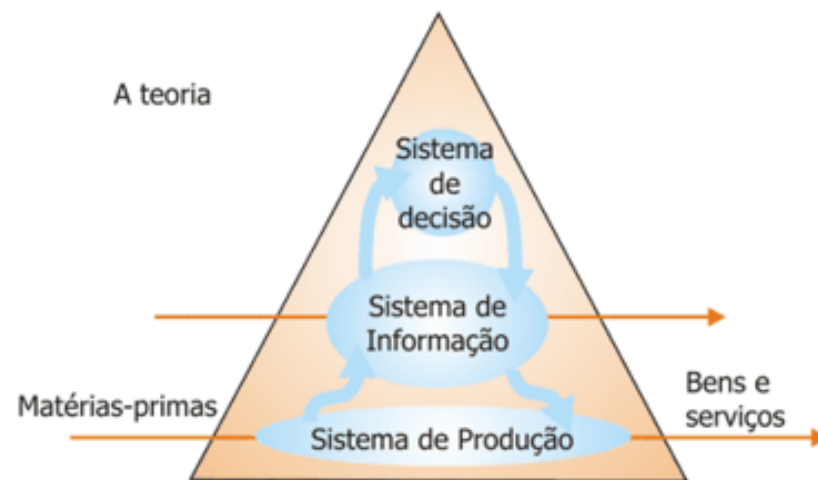 A teoria
Sistema
de
decisão
Sistema de
Informação
Matérias-primas
Bens e
serviços
Sistema de Produção